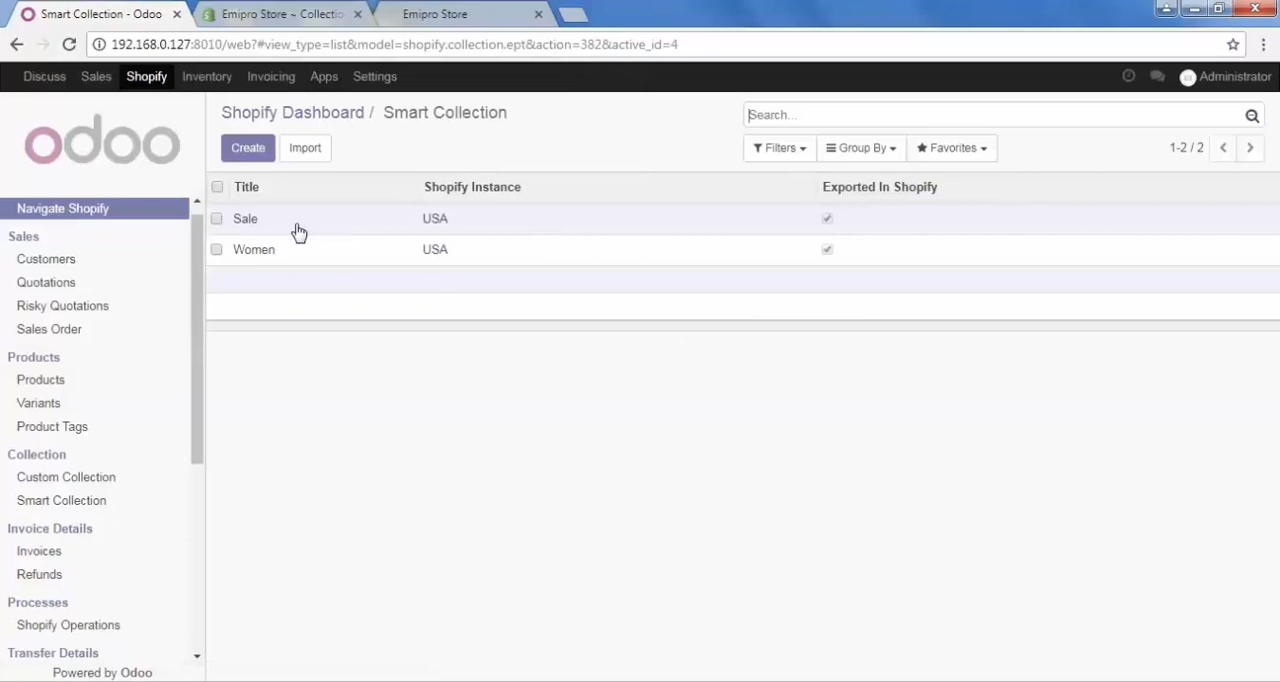 Smart Collection - Odoo
Emipro Store ~ Collectio
Emipro Store
192.168.0.127:8010/web?#view_type=list&model=shopify.collection.ept&action=382&active_id=4
Discuss Sales Shopify Inventory Invoicing Apps Settings
Administrator
odoo
Shopify Dashboard / Smart Collection
Search...
Create Import
Filters Group By Favorites
1-2 / 2
Title Shopify Instance Exported In Shopify
Sale USA
Women USA
Navigate Shopify
Sales
Customers
Quotations
Risky Quotations
Sales Order
Products
Products
Variants
Product Tags
Collection
Custom Collection
Smart Collection
Invoice Details
Invoices
Refunds
Processes
Shopify Operations
Transfer Details
Powered by Odoo